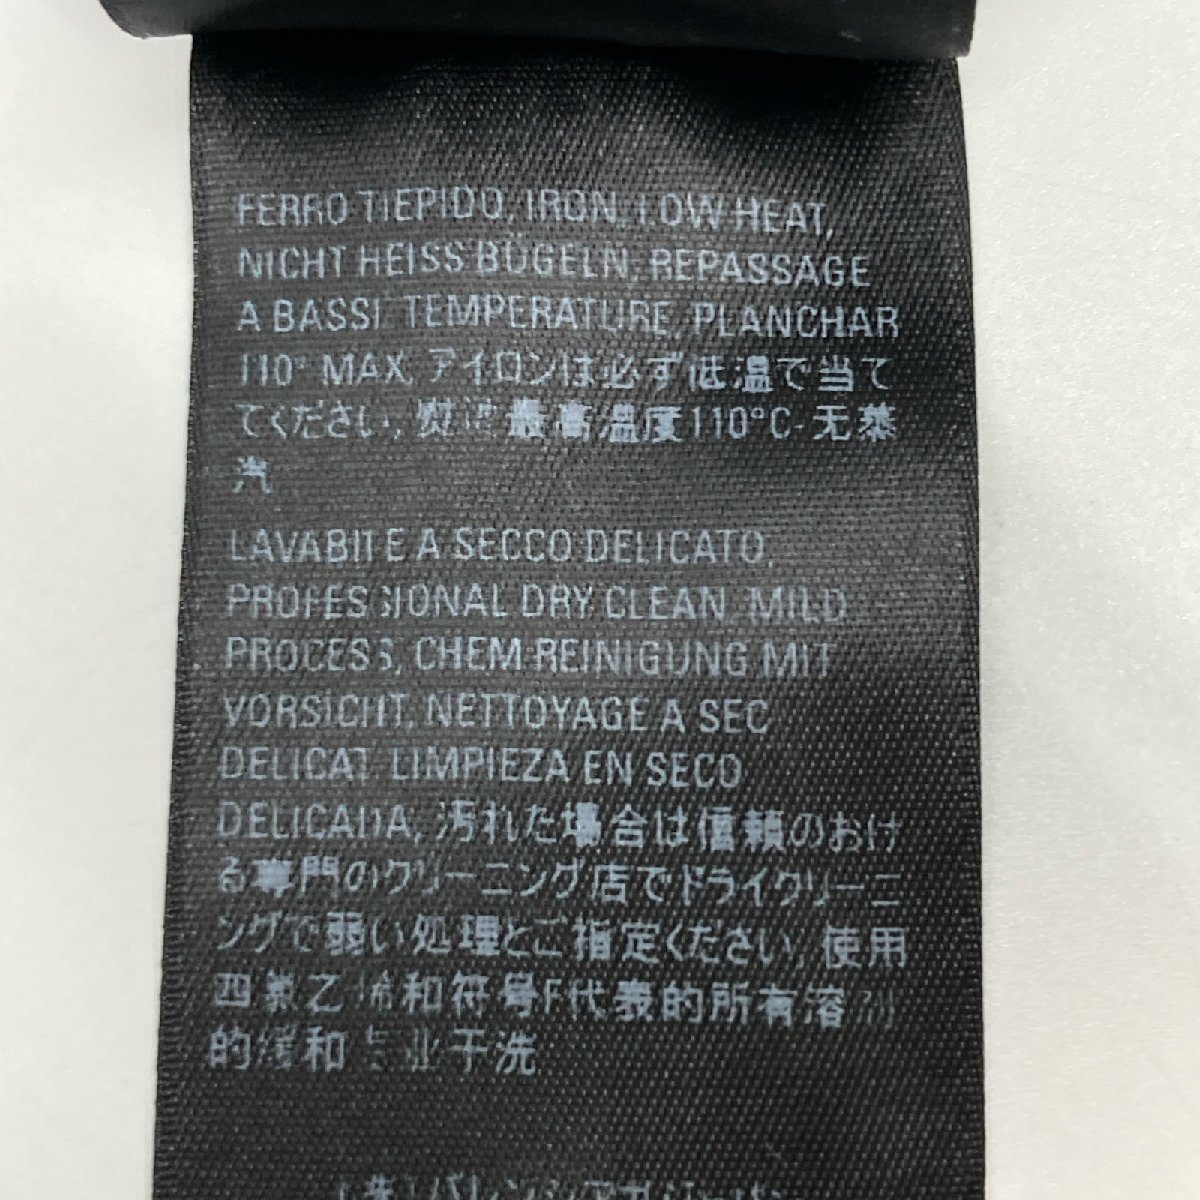 FERRO TIEPIDO, IRON, LOW HEAT,
NICHT HEISS BÜGELN, REPASSAGE
A BASSE TEMPERATURE, PLANCHAR
110° MAX, アイロンは必ず低温で当て
てください, 熨烫最高温度110°C-无蒸
汽
LAVABITE A SECCO DELICATO,
PROFESSIONAL DRY CLEAN, MILD
PROCESS, CHEM.REINIGUNG MIT
VORSICHT, NETTOYAGE A SEC
DELICAT, LIMPIEZA EN SECO
DELICADA, 汚れた場合は信頼のおけ
る専門のクリーニング店でドライクリーニ
ングで弱い処理とご指定ください, 使用
四氯乙烯和符号F代表的所有溶剂
的缓和专业干洗